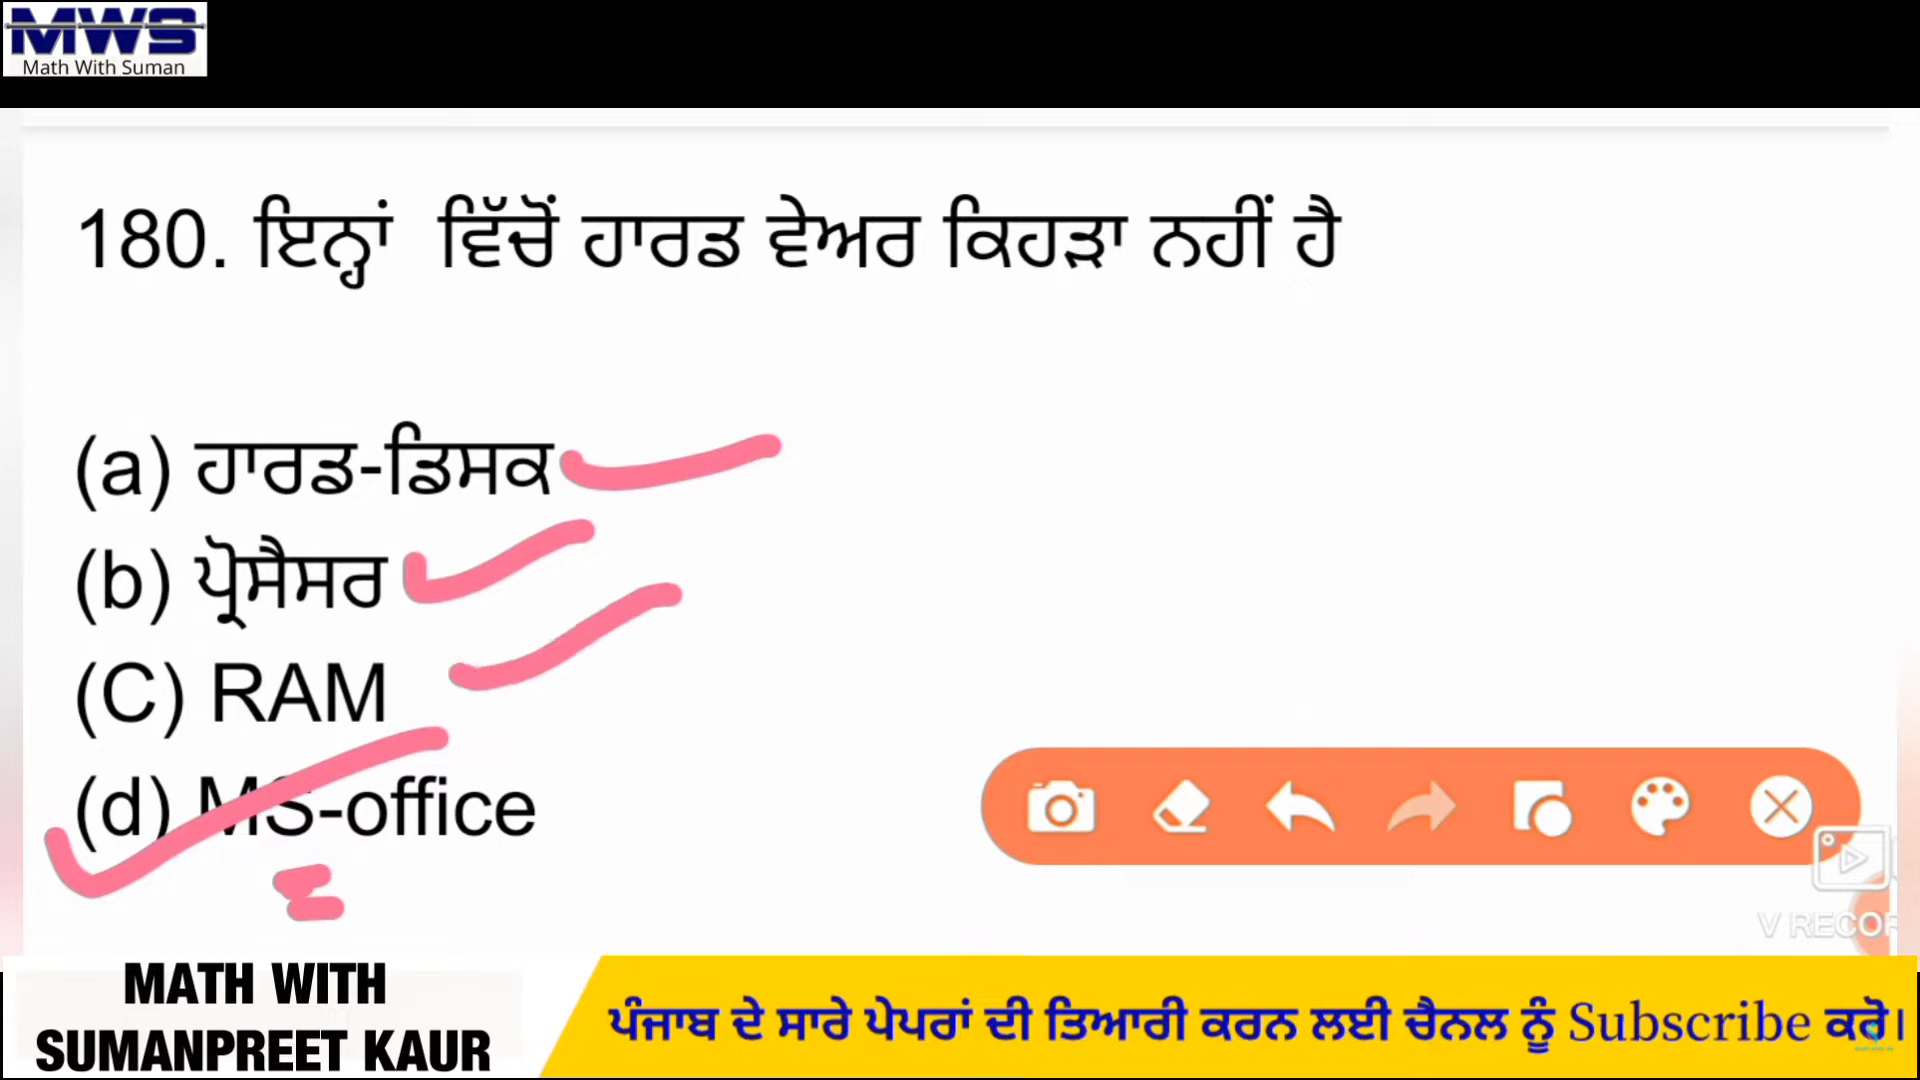 MWS
Math With Suman
180. ਇਨ੍ਹਾਂ ਵਿੱਚੋਂ ਹਾਰਡ ਵੇਅਰ ਕਿਹੜਾ ਨਹੀਂ ਹੈ
(a) ਹਾਰਡ-ਡਿਸਕ
(b) ਪ੍ਰੋਸੈਸਰ
(C) RAM
(d) MS-office
V RECOR
MATH WITH
SUMANPREET KAUR
ਪੰਜਾਬ ਦੇ ਸਾਰੇ ਪੇਪਰਾਂ ਦੀ ਤਿਆਰੀ ਕਰਨ ਲਈ ਚੈਨਲ ਨੂੰ Subscribe ਕਰੋ।